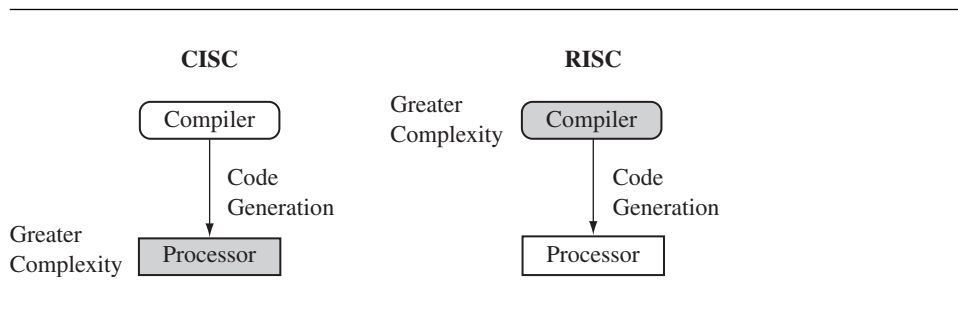 CISC
Compiler
Code
Generation
Greater
Complexity
Processor
RISC
Greater
Complexity
Compiler
Code
Generation
Processor